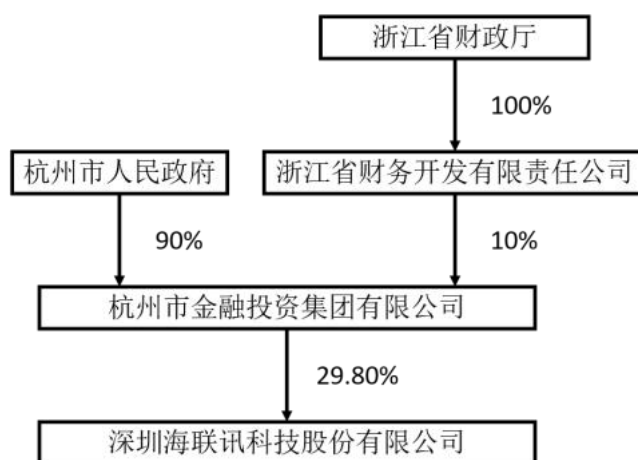 浙江省财政厅
100%
杭州市人民政府
浙江省财务开发有限责任公司
90%
10%
杭州市金融投资集团有限公司
29.80%
深圳海联讯科技股份有限公司